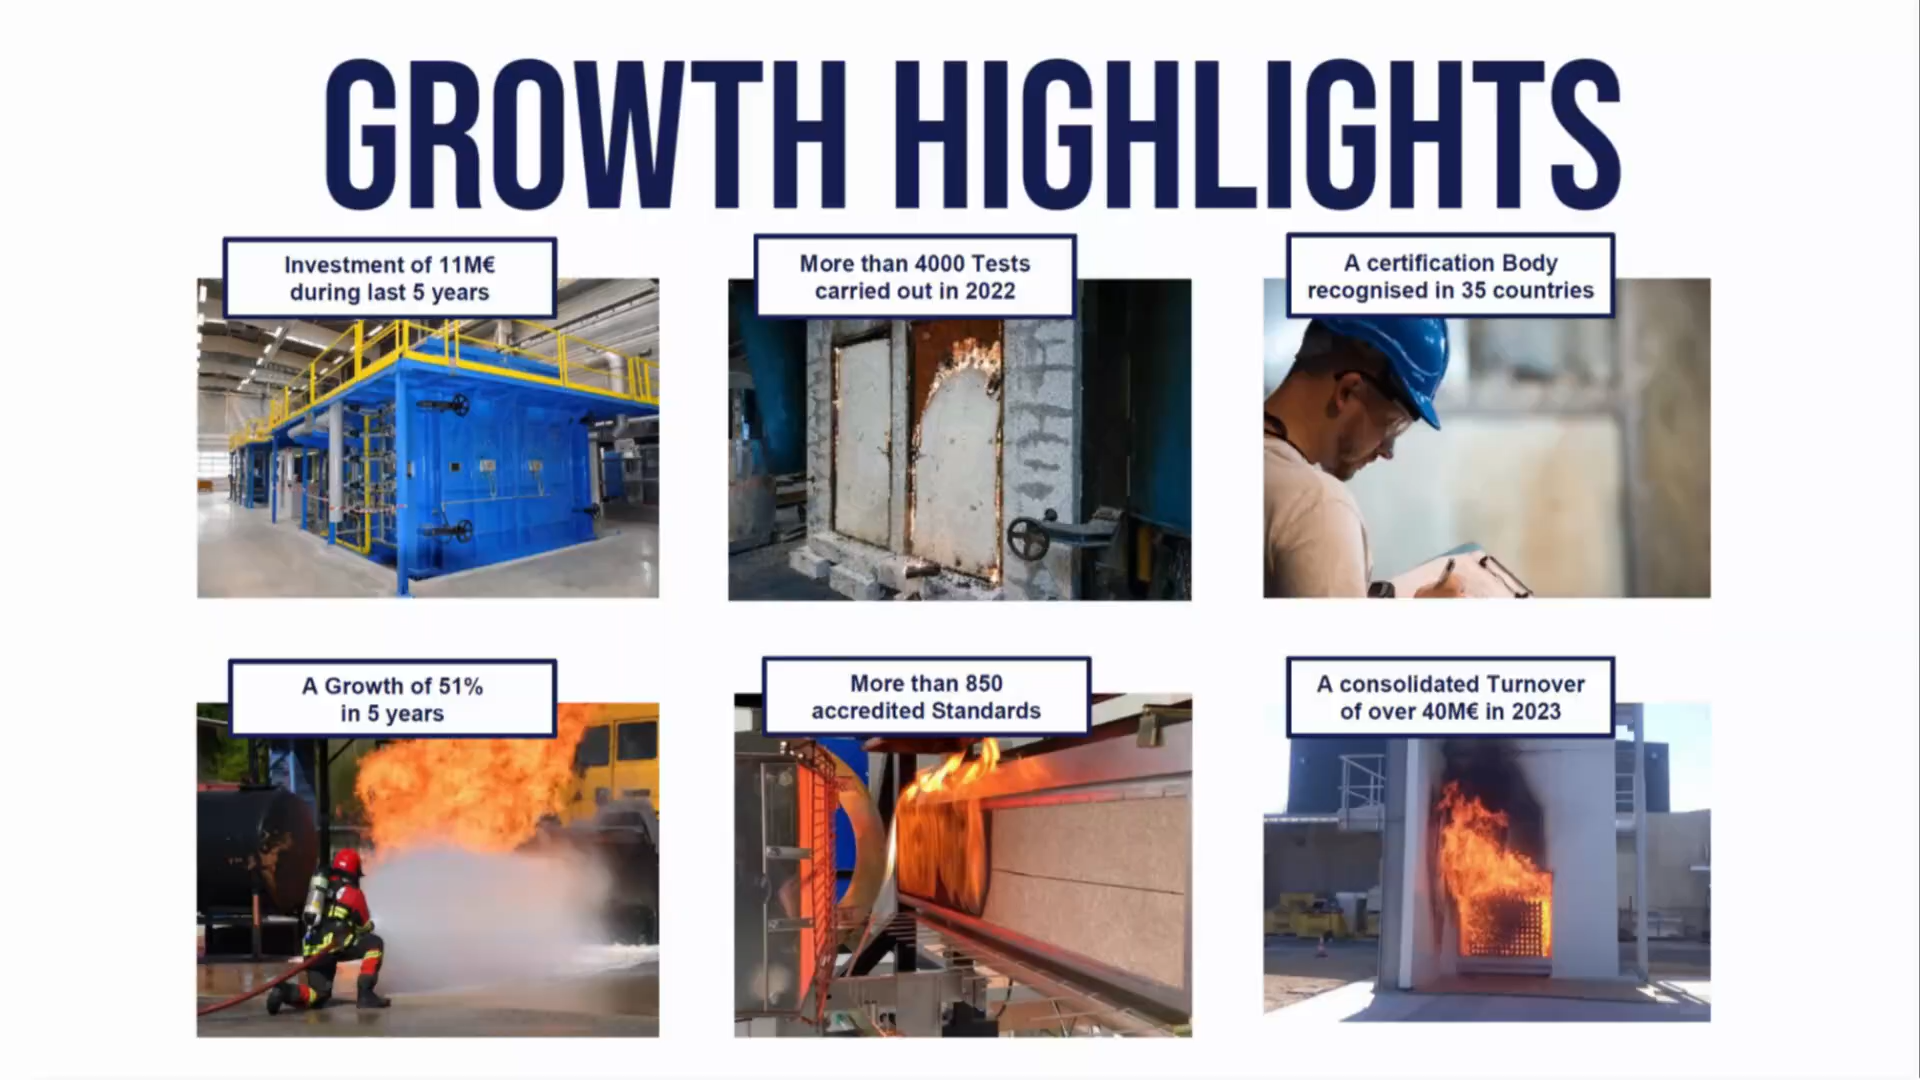 GROWTH HIGHLIGHTS
Investment of 11M€
during last 5 years
More than 4000 Tests
carried out in 2022
A certification Body
recognised in 35 countries
A Growth of 51%
in 5 years
More than 850
accredited Standards
A consolidated Turnover
of over 40M€ in 2023